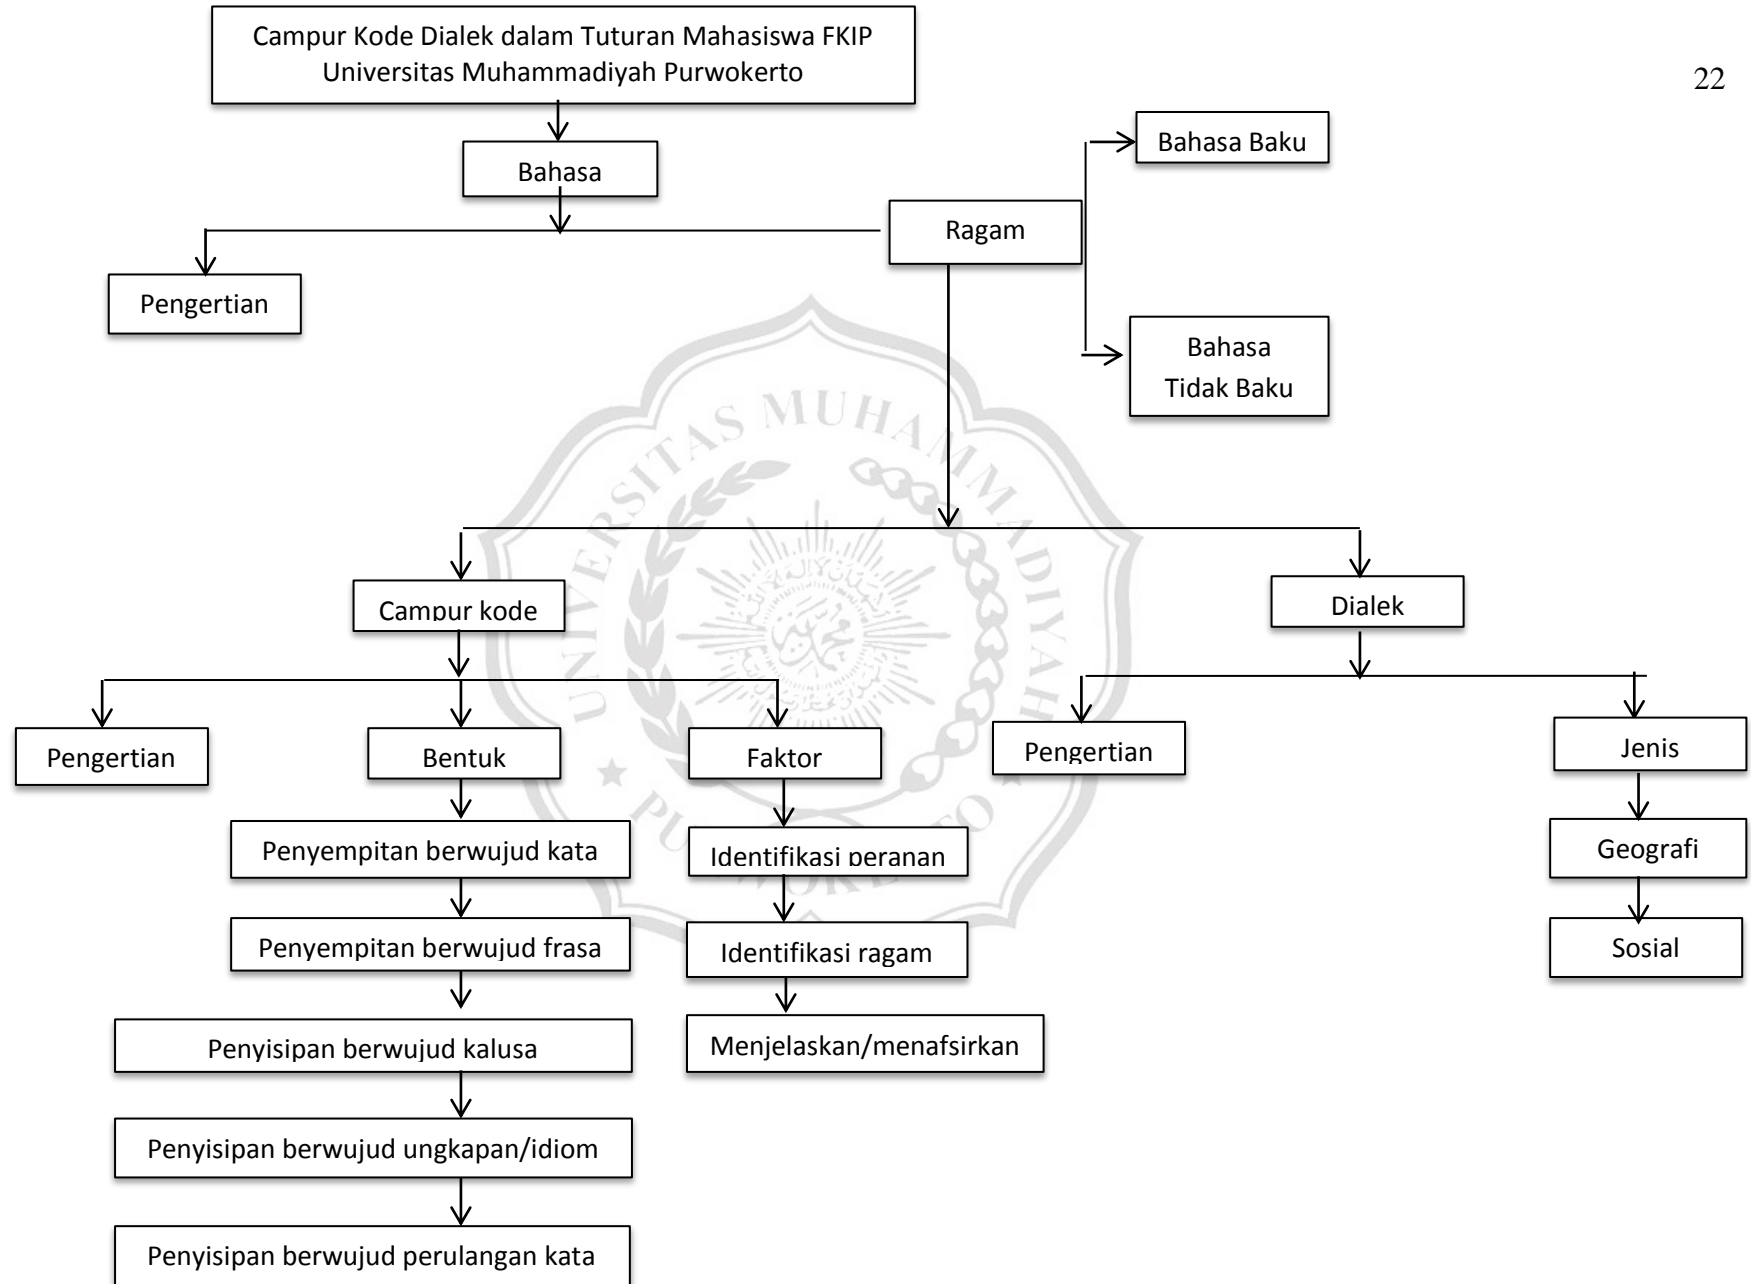 Campur Kode Dialek dalam Tuturan Mahasiswa FKIP
Universitas Muhammadiyah Purwokerto
22
Bahasa
Bahasa Baku
Ragam
Pengertian
Bahasa
Tidak Baku
Campur kode
Dialek
Pengertian
Bentuk
Faktor
Pengertian
Jenis
Penyempitan berwujud kata
Identifikasi peranan
Geografi
Penyempitan berwujud frasa
Identifikasi ragam
Sosial
Penyisipan berwujud kalusa
Menjelaskan/menafsirkan
Penyisipan berwujud ungkapan/idiom
Penyisipan berwujud perulangan kata
UNIVERSITAS MUHAMMADIYAH